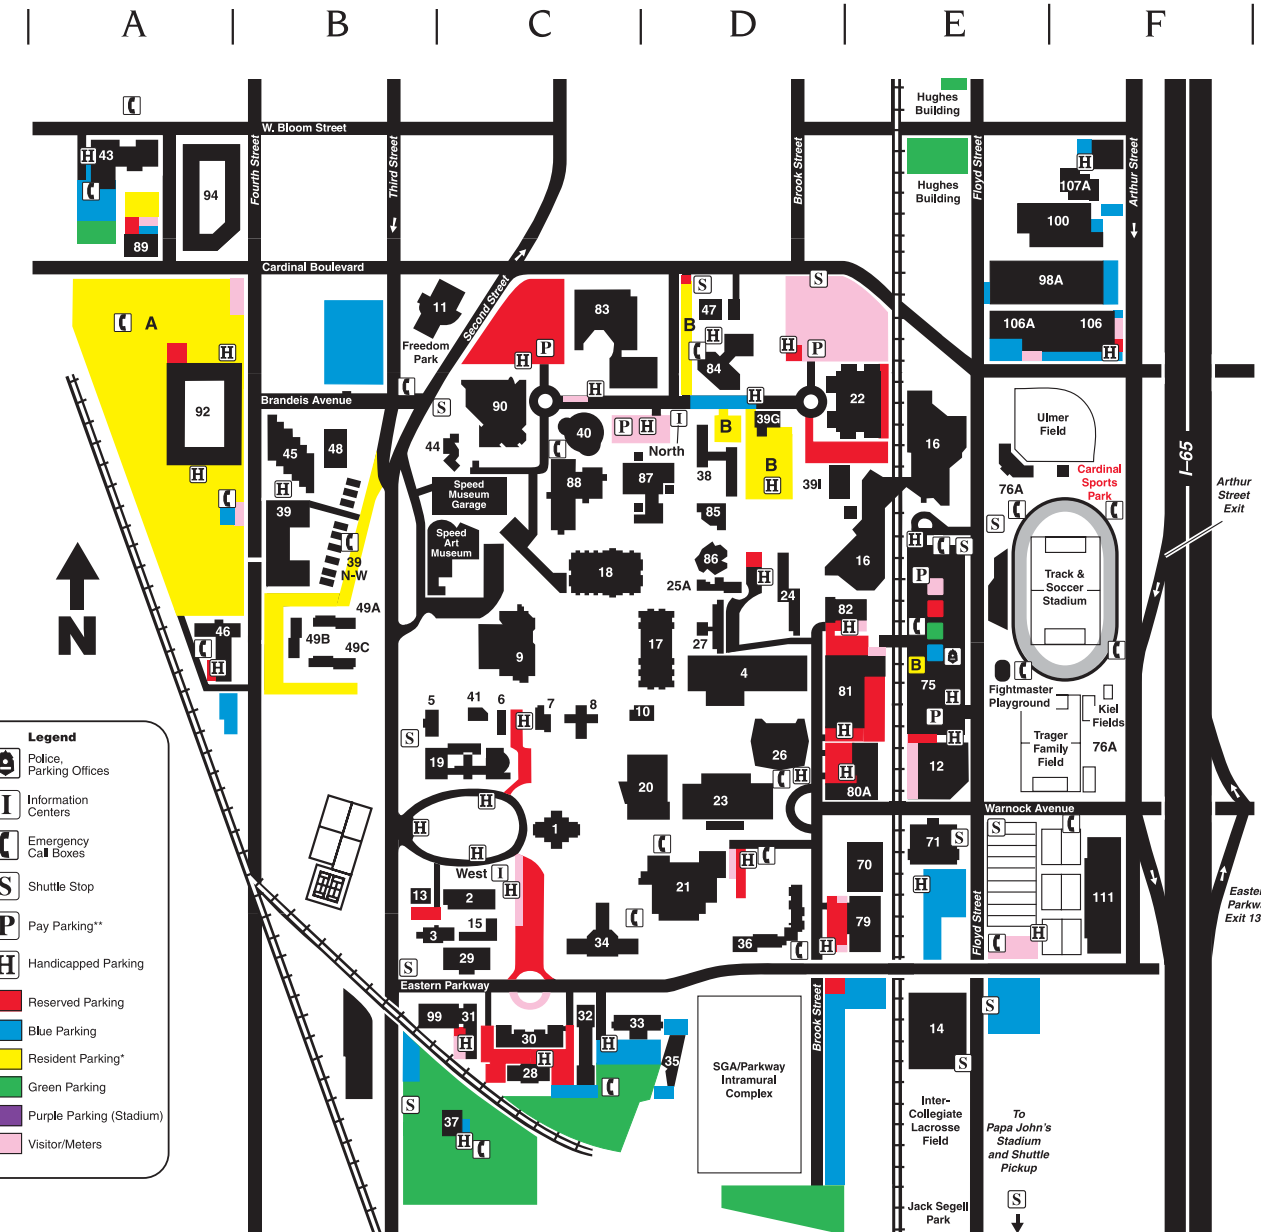 A B C D E F
Hughes
Building
W. Bloom Street
Fourth Street
Third Street
Brook Street
Floyd Street
Arthur Street
H 43
94
89
Hughes
Building
H
107A
100
Cardinal Boulevard
Second Street
11
Freedom
Park
83
H P
S
47
B
H
84
S
H P
98A
106A 106
H
A
H
92
H
Brandeis Avenue
S
90
H
40
P H
I
North
H
39G
B
B
H
22
16
Ulmer
Field
Cardinal
Sports
Park
76A
I-65
Arthur
Street
Exit
45
48
H
39
44
Speed
Museum
Garage
88
87
38
39I
85
Speed
Art
Museum
39
N-W
18
86
25A
H
24
16
H S
S
P
Track &
Soccer
Stadium
N
46
H
49A
49B
49C
9
17
27
4
82
H
81
H
B
75
H
P
H
Fightmaster
Playground
Kiel
Fields
Trager
Family
Field
76A
5
41
6
H
7
8
10
S
19
20
26
H
23
H
80A
12
Warnock Avenue
Legend
Police,
Parking Offices
I Information
Centers
Emergency
Call Boxes
S Shuttle Stop
P Pay Parking**
H Handicapped Parking
Reserved Parking
Blue Parking
Resident Parking*
Green Parking
Purple Parking (Stadium)
Visitor/Meters
H
H
1
H
West I
H
13
2
15
3
29
S
34
21
H
36
70
79
H
71
S
H
S
H
111
Floyd Street
Eastern
Exit 13
Eastern Parkway
99 31
H
30
H
28
32
H
33
35
S
37
H
SGA/Parkway
Intramural
Complex
Brook Street
14
S
S
Inter-
Collegiate
Lacrosse
Field
To
Papa John's
Stadium
and Shuttle
Pickup
S
Jack Segell
Park